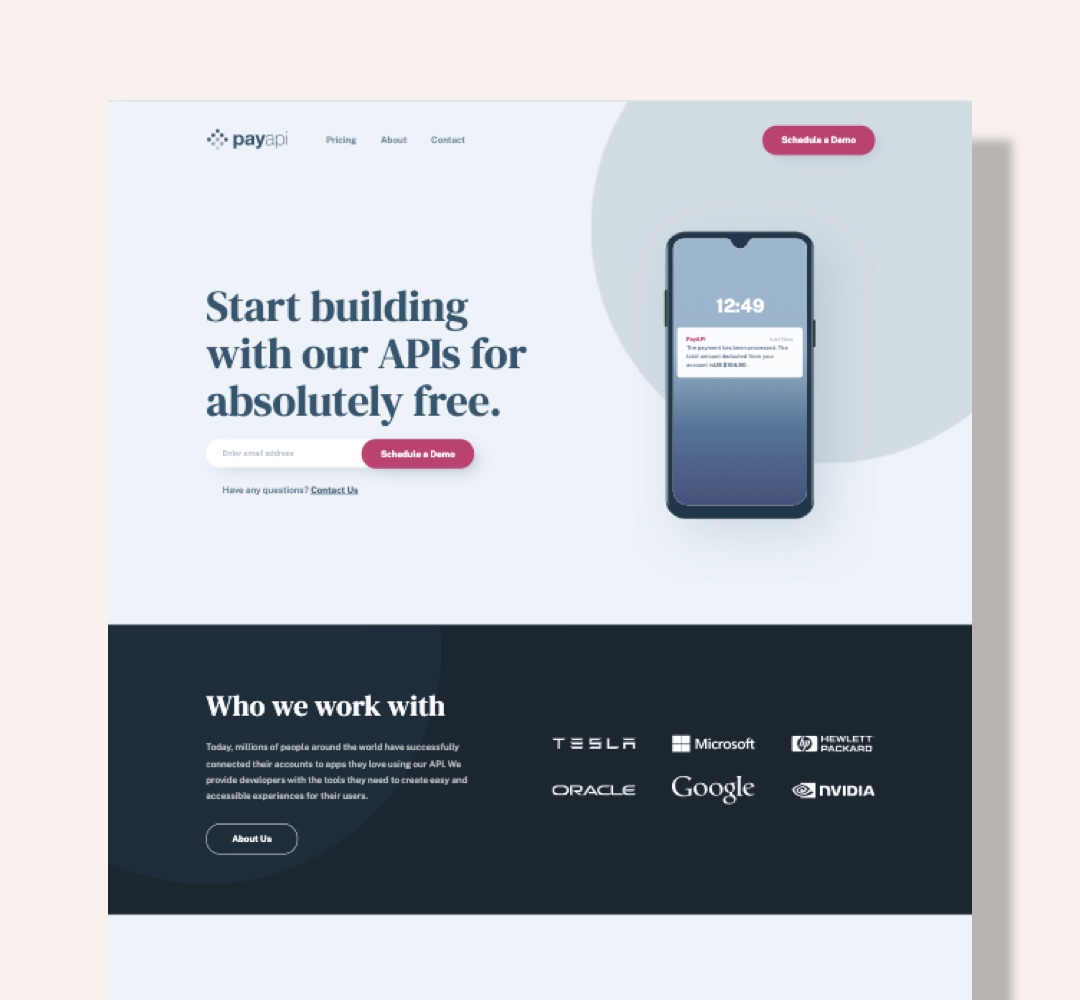 payapi
Pricing
About
Contact
Schedule a Demo
Start building
with our APIs for
absolutely free.
Enter email address
Schedule a Demo
Have any questions? Contact Us
12:49
PayAPI
Just Now
The payment has been processed. The
total amount deducted from your
account is US $104.90.
Who we work with
Today, millions of people around the world have successfully
connected their accounts to apps they love using our API. We
provide developers with the tools they need to create easy and
accessible experiences for their users.
About Us
TESLA
Microsoft
hp HEWLETT
PACKARD
ORACLE
Google
NVIDIA